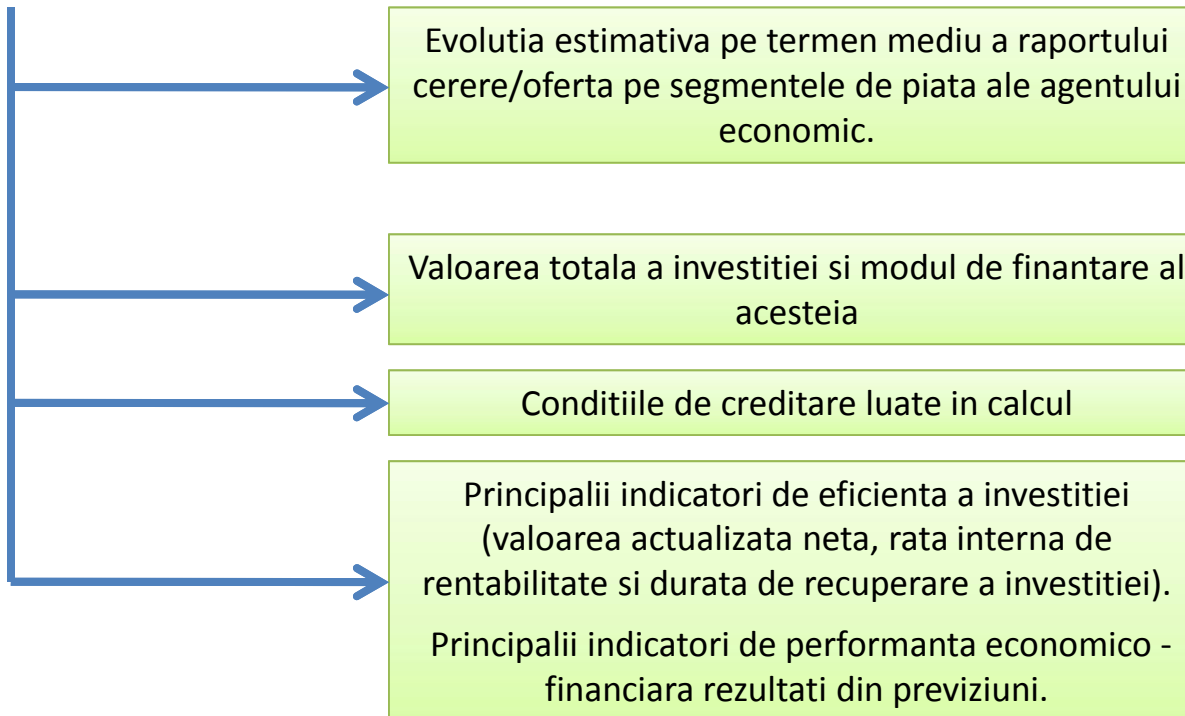 Evolutia estimativa pe termen mediu a raportului
cerere/oferta pe segmentele de piata ale agentului
economic.
Valoarea totala a investitiei si modul de finantare al
acesteia
Conditiile de creditare luate in calcul
Principalii indicatori de eficienta a investitiei
(valoarea actualizata neta, rata interna de
rentabilitate si durata de recuperare a investitiei).
Principalii indicatori de performanta economico -
financiara rezultati din previziuni.